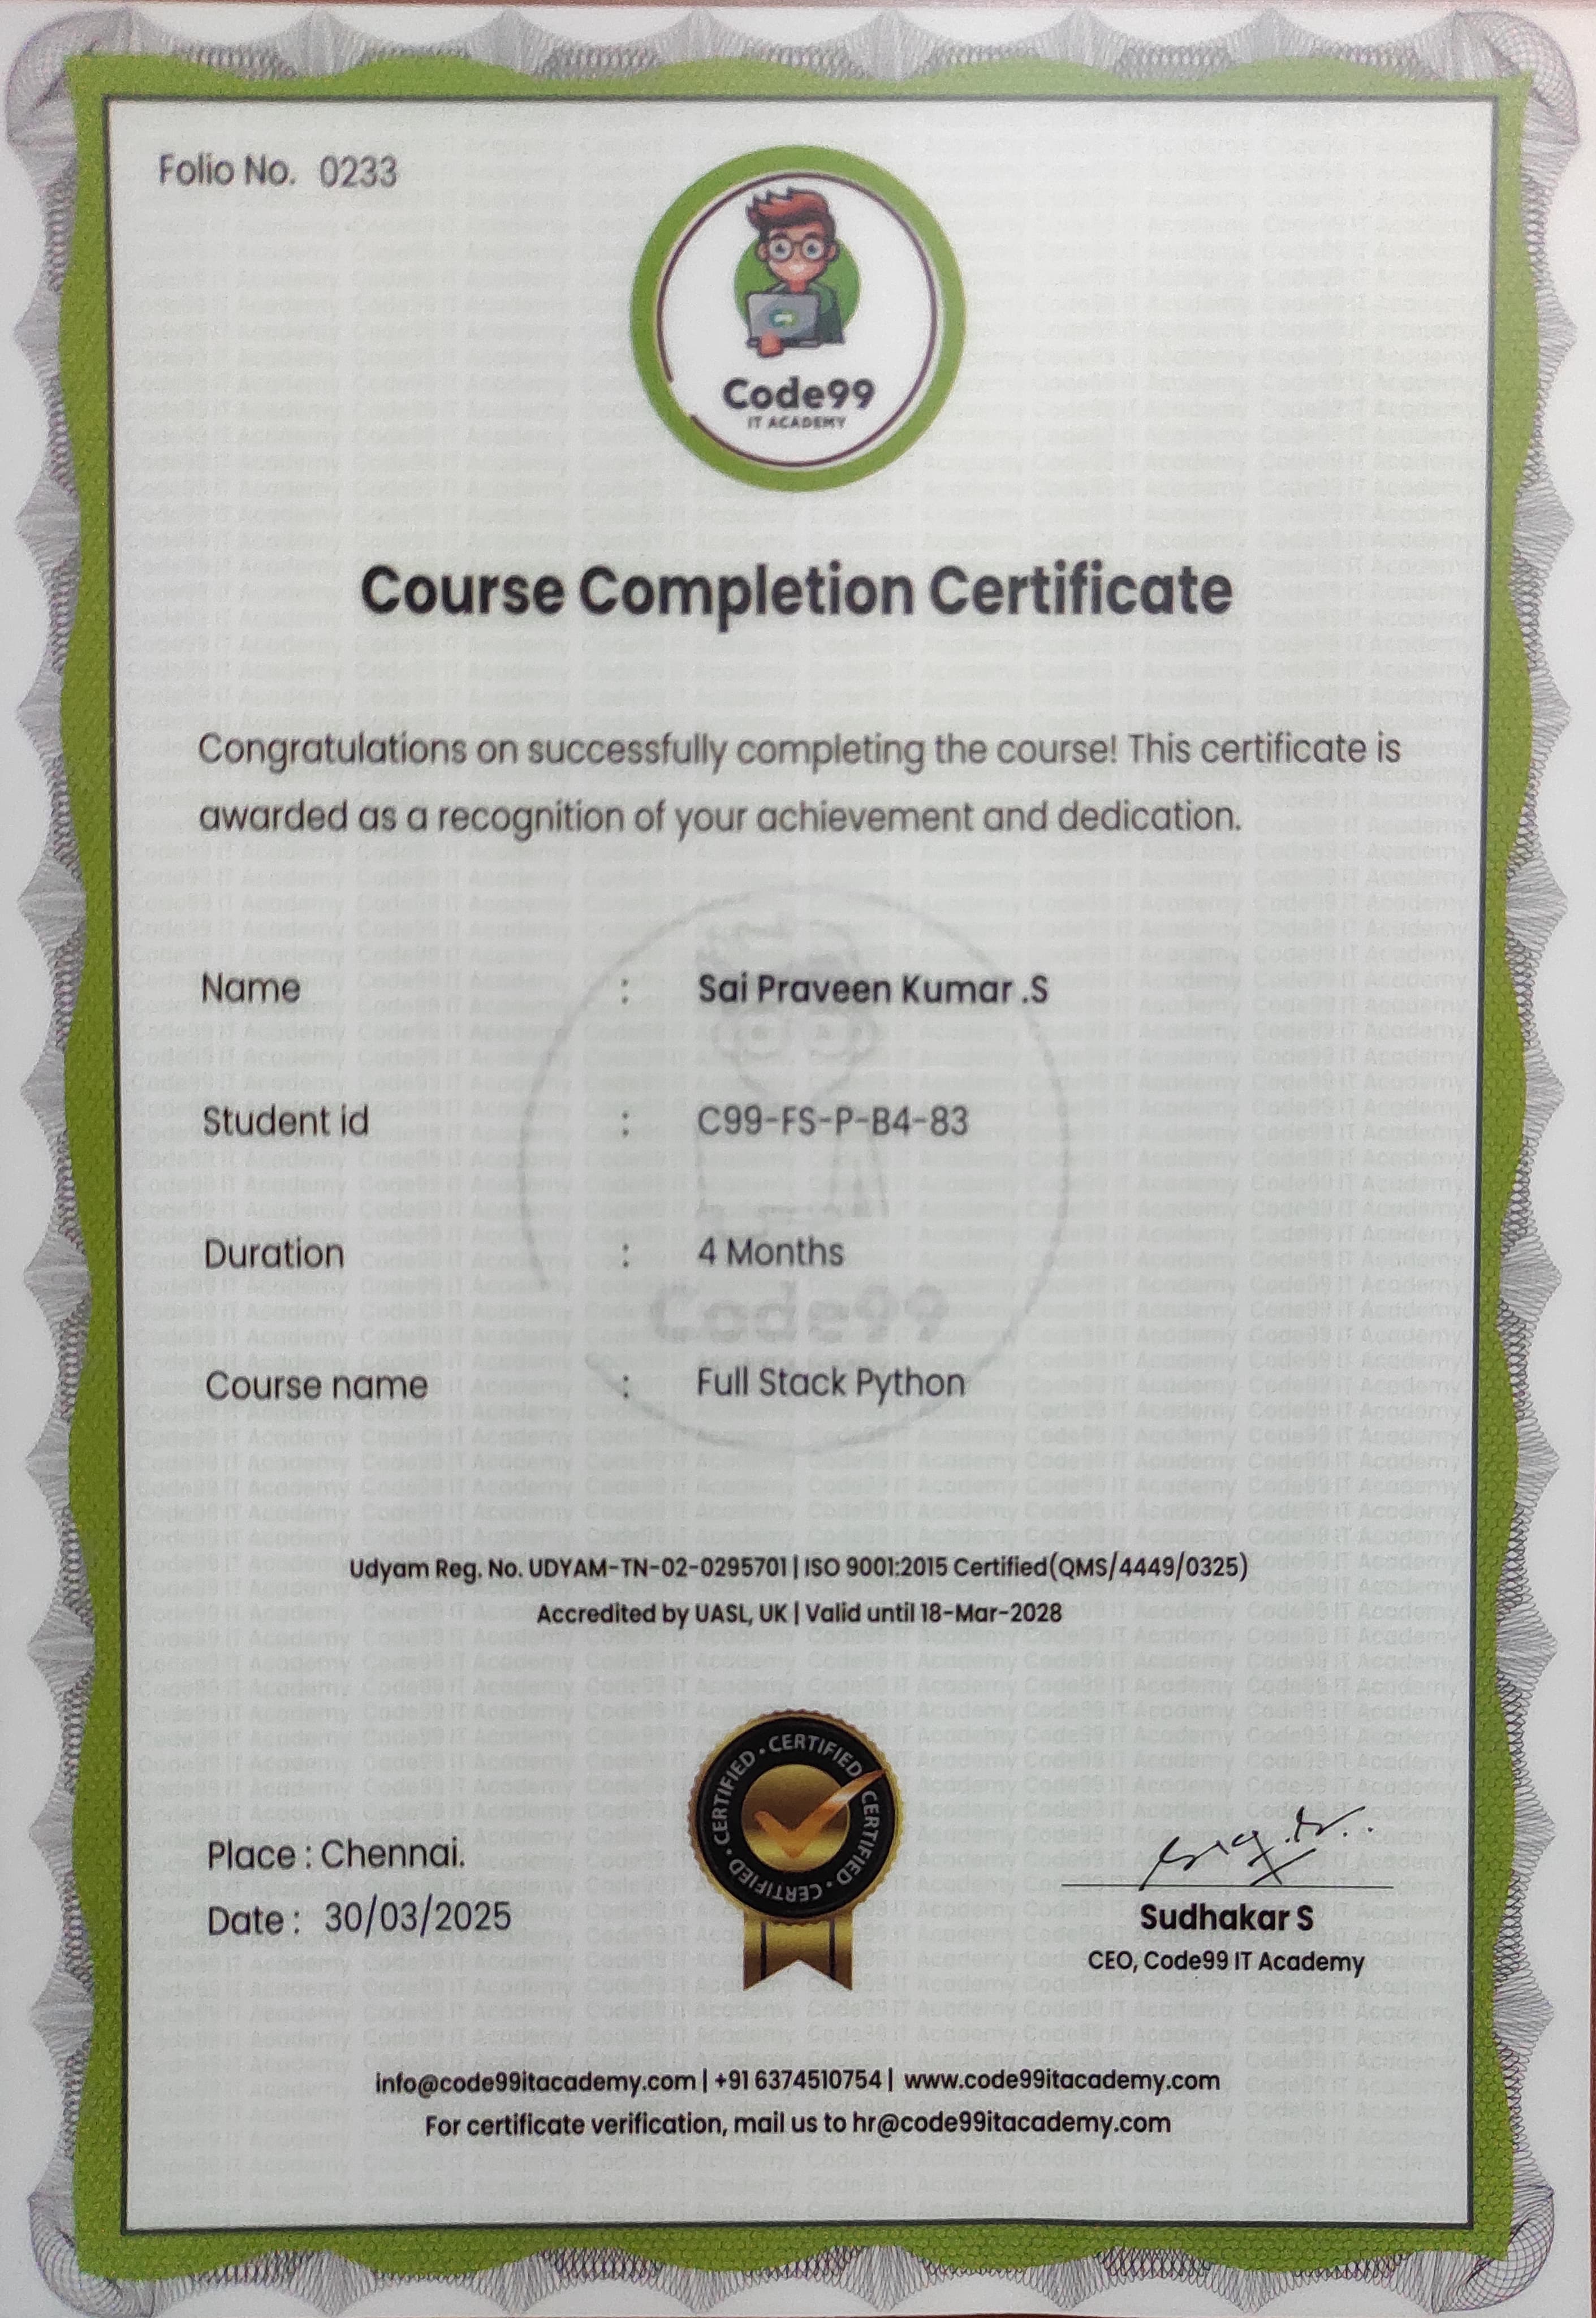 Folio No. 0233
Code99
IT ACADEMY
Course Completion Certificate
Congratulations on successfully completing the course! This certificate is
awarded as a recognition of your achievement and dedication.
Name : Sai Praveen Kumar .S
Student id : C99-FS-P-B4-83
Duration : 4 Months
Code99
Course name : Full Stack Python
Udyam Reg. No. UDYAM-TN-02-0295701 | ISO 9001:2015 Certified(QMS/4449/0325)
Accredited by UASL, UK | Valid until 18-Mar-2028
CERTIFIED • CERTIFIED • CERTIFIED • CERTIFIED •
Place : Chennai.
Date : 30/03/2025
Sudhakar S
CEO, Code99 IT Academy
info@code99itacademy.com | +91 6374510754 | www.code99itacademy.com
For certificate verification, mail us to hr@code99itacademy.com